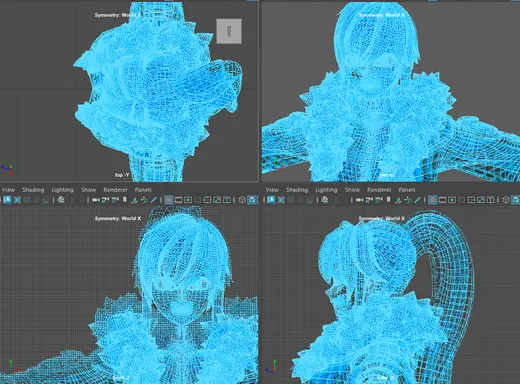 Symmetry: World X
TOP
top -Y
Symmetry: World X
persp
View Shading Lighting Show Renderer Panels
View Shading Lighting Show Renderer Panels
Symmetry: World X
Symmetry: World X